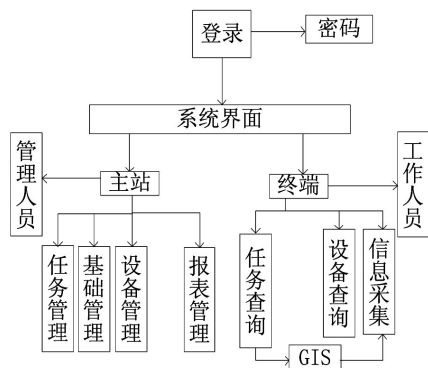 登录
密码
系统界面
管理人员
主站
终端
工作人员
任务管理
基础管理
设备管理
报表管理
任务查询
设备查询
信息采集
GIS